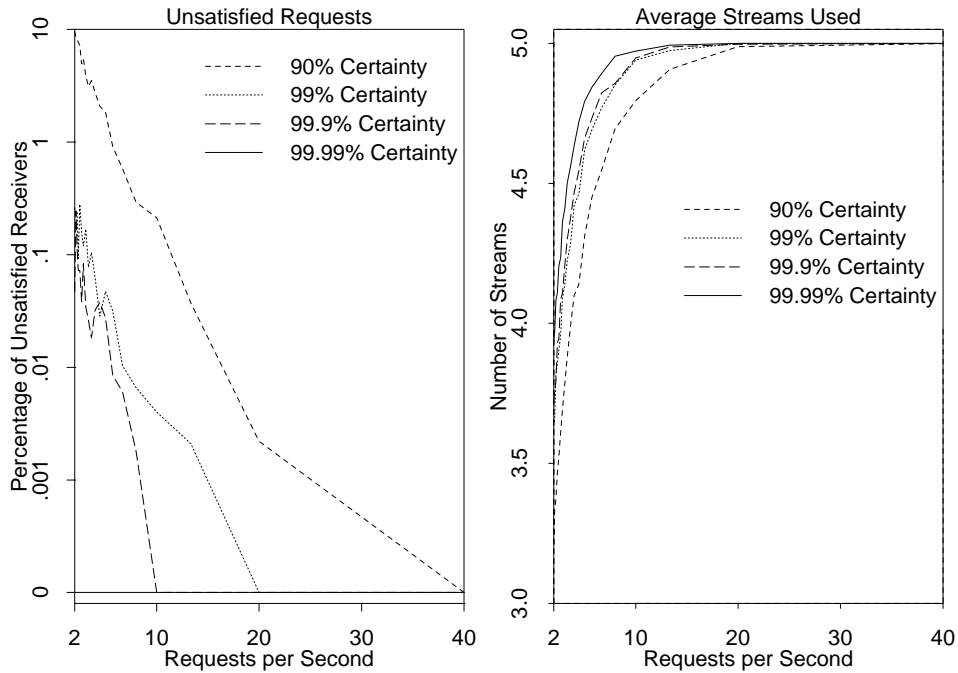 Unsatisfied Requests
Percentage of Unsatisfied Receivers
10
1
.1
.01
.001
0
90% Certainty
99% Certainty
99.9% Certainty
99.99% Certainty
2
10
20
30
40
Requests per Second
Average Streams Used
Number of Streams
5.0
4.5
4.0
3.5
3.0
90% Certainty
99% Certainty
99.9% Certainty
99.99% Certainty
2
10
20
30
40
Requests per Second